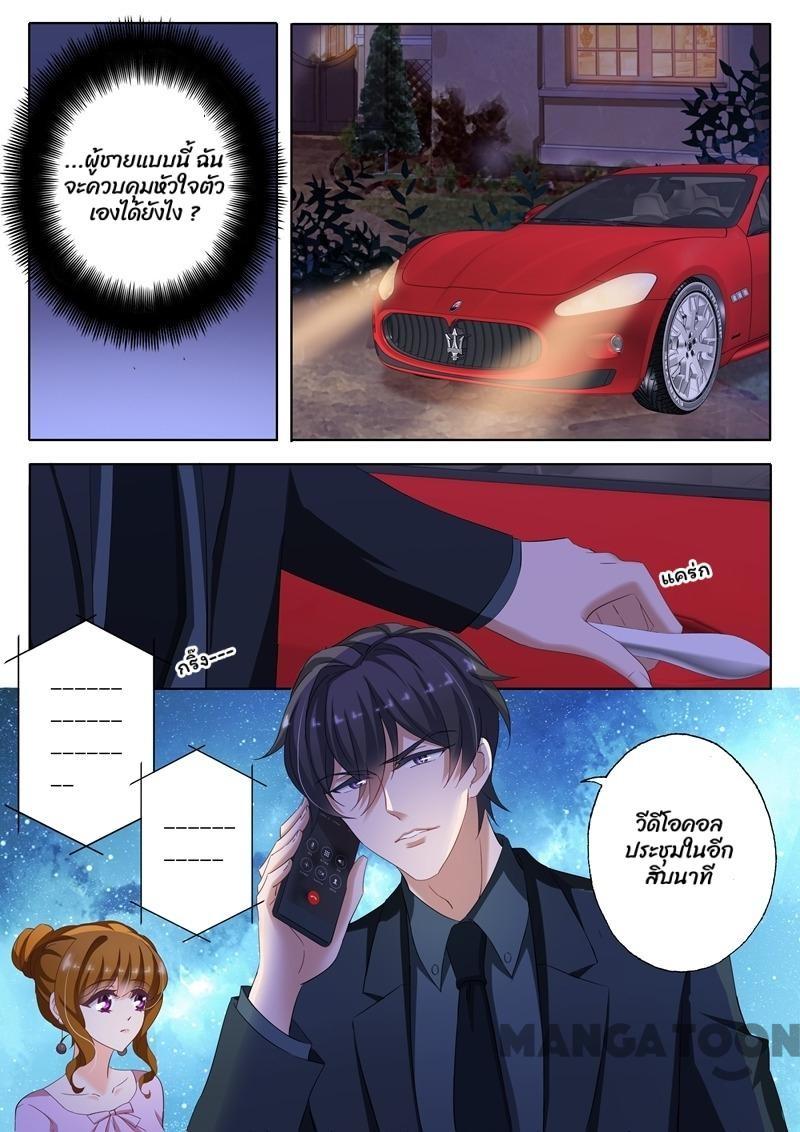 ...ผู้ชายแบบนี้ ฉัน
จะควบคุมหัวใจตัว
เองได้ยังไง ?
แคร่ก
กริ๊ง---
-------
-------
-------
--
-------
-----
วีดีโอคอล
ประชุมในอีก
สิบนาที
MANGATOON